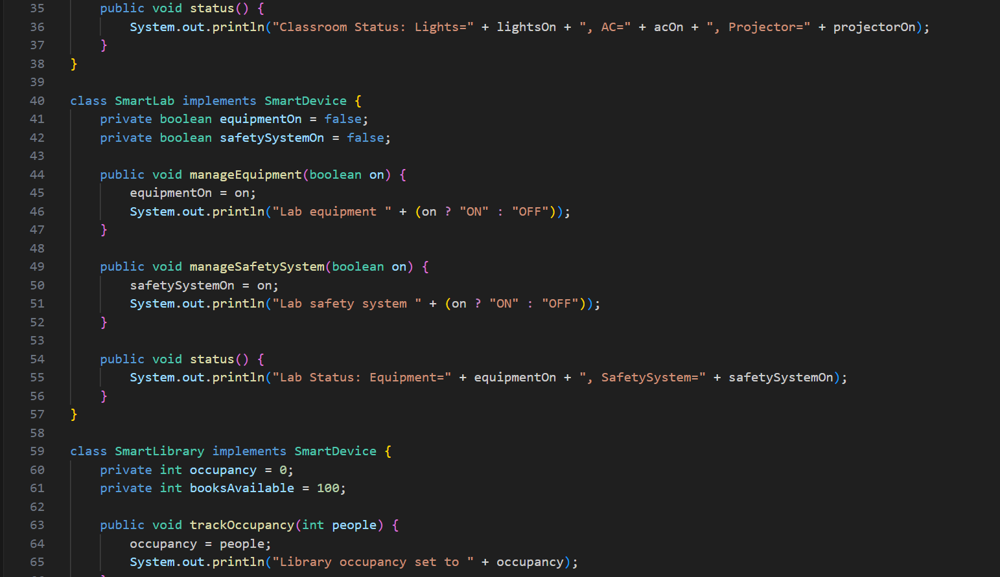 35 public void status() {
36 System.out.println("Classroom Status: Lights=" + lightsOn + ", AC=" + acOn + ", Projector=" + projectorOn);
37 }
38 }
39
40 class SmartLab implements SmartDevice {
41 private boolean equipmentOn = false;
42 private boolean safetySystemOn = false;
43
44 public void manageEquipment(boolean on) {
45 equipmentOn = on;
46 System.out.println("Lab equipment " + (on ? "ON" : "OFF"));
47 }
48
49 public void manageSafetySystem(boolean on) {
50 safetySystemOn = on;
51 System.out.println("Lab safety system " + (on ? "ON" : "OFF"));
52 }
53
54 public void status() {
55 System.out.println("Lab Status: Equipment=" + equipmentOn + ", SafetySystem=" + safetySystemOn);
56 }
57 }
58
59 class SmartLibrary implements SmartDevice {
60 private int occupancy = 0;
61 private int booksAvailable = 100;
62
63 public void trackOccupancy(int people) {
64 occupancy = people;
65 System.out.println("Library occupancy set to " + occupancy);